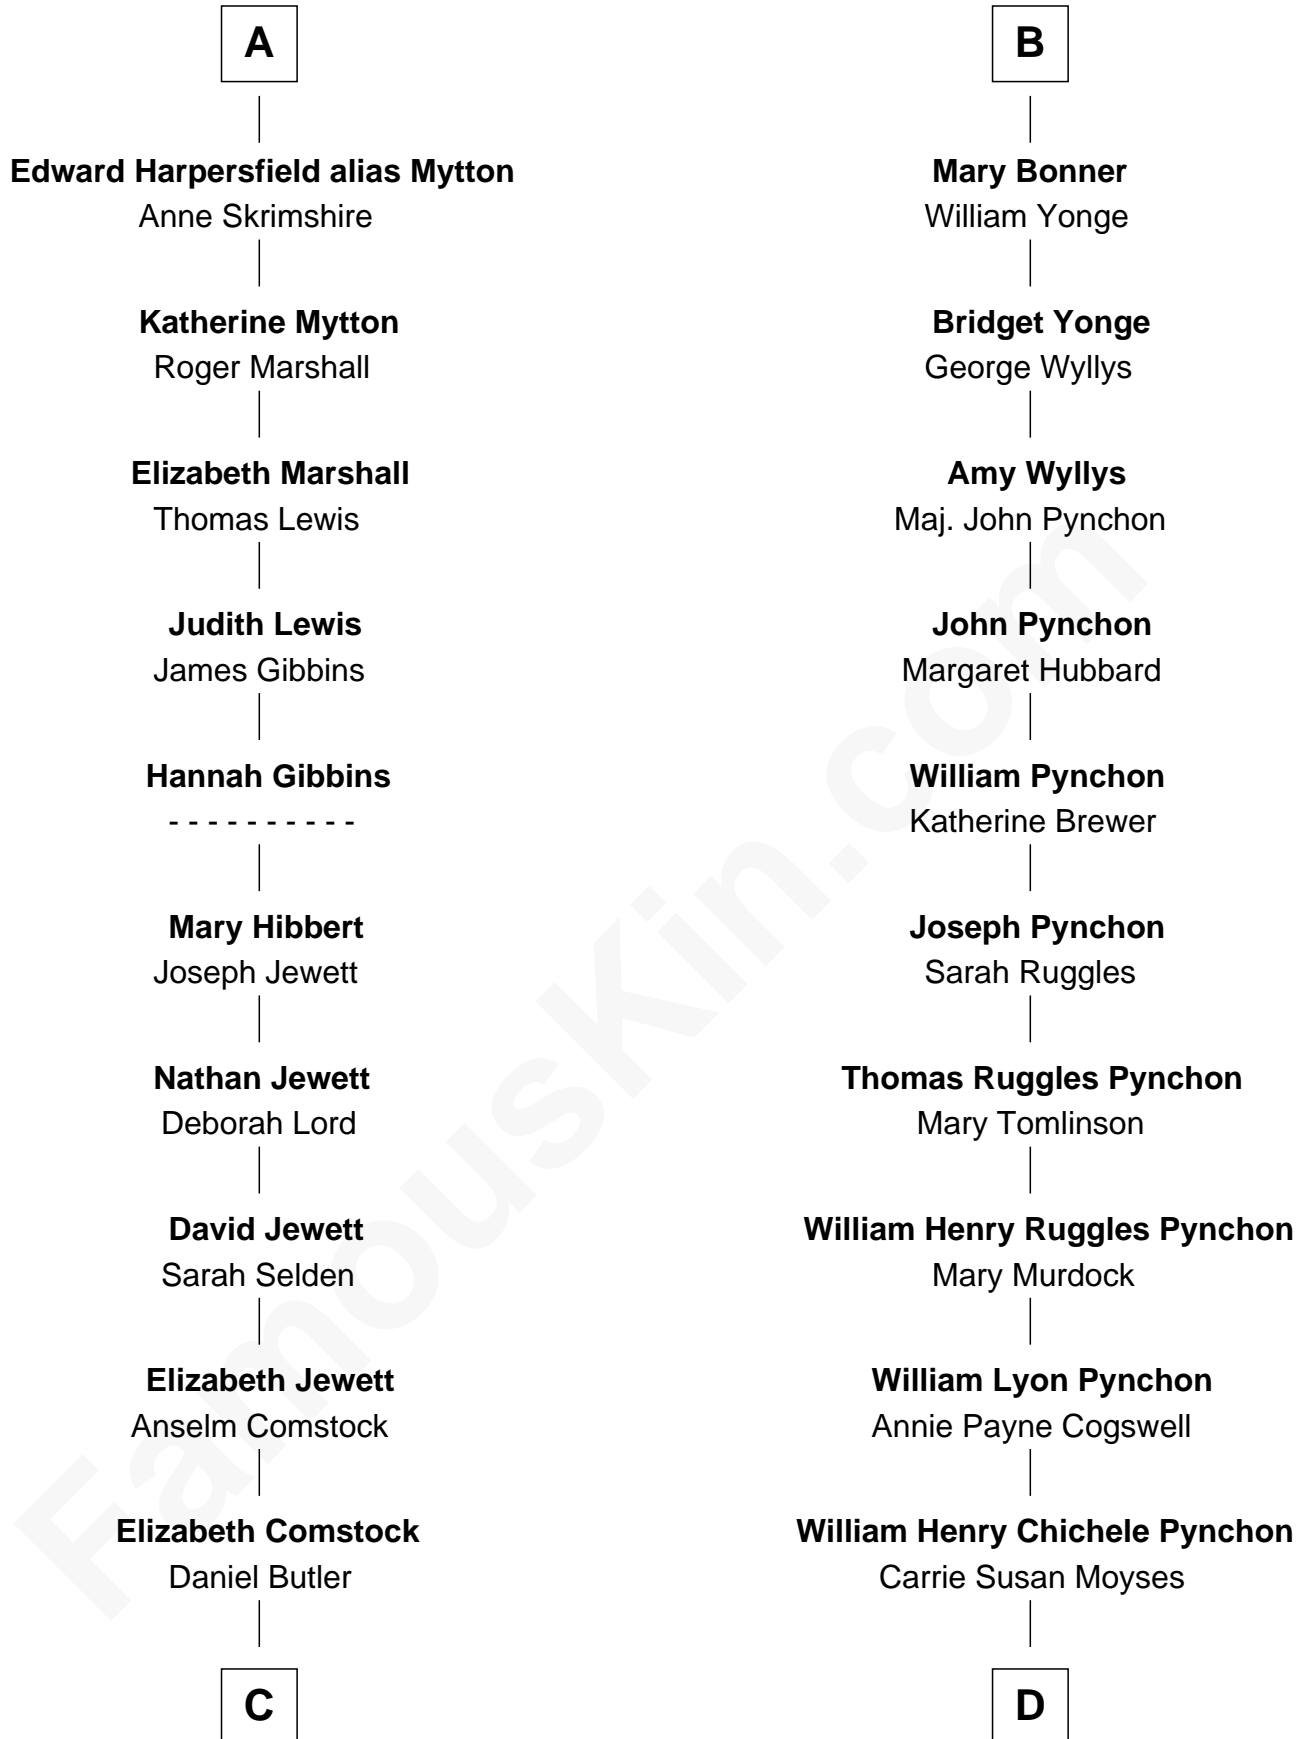 A
Edward Harpersfield alias Mytton
Anne Skrimshire
Katherine Mytton
Roger Marshall
Elizabeth Marshall
Thomas Lewis
Judith Lewis
James Gibbins
Hannah Gibbins
- - - - - - - - - -
Mary Hibbert
Joseph Jewett
Nathan Jewett
Deborah Lord
David Jewett
Sarah Selden
Elizabeth Jewett
Anselm Comstock
Elizabeth Comstock
Daniel Butler
C
B
Mary Bonner
William Yonge
Bridget Yonge
George Wyllys
Amy Wyllys
Maj. John Pynchon
John Pynchon
Margaret Hubbard
William Pynchon
Katherine Brewer
Joseph Pynchon
Sarah Ruggles
Thomas Ruggles Pynchon
Mary Tomlinson
William Henry Ruggles Pynchon
Mary Murdock
William Lyon Pynchon
Annie Payne Cogswell
William Henry Chichele Pynchon
Carrie Susan Moyses
D
FamousKin.com